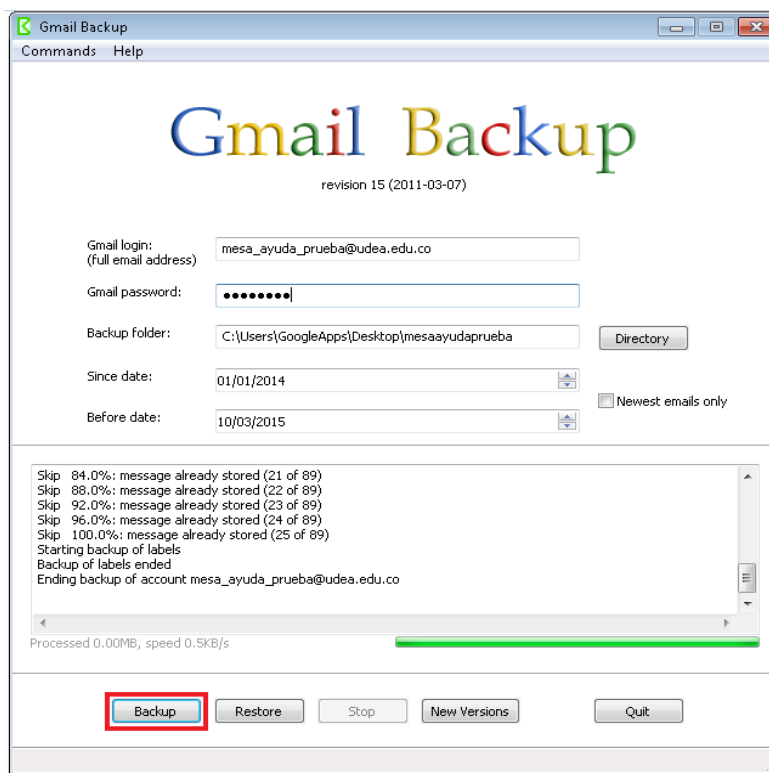 Gmail Backup
Commands Help
Gmail Backup
revision 15 (2011-03-07)
Gmail login:
(full email address)
mesa_ayuda_prueba@udea.edu.co
Gmail password:
●●●●●●●●
Backup folder:
C:\Users\GoogleApps\Desktop\mesaayudaprueba
Directory
Since date:
01/01/2014
Newest emails only
Before date:
10/03/2015
Skip 84.0%: message already stored (21 of 89)
Skip 88.0%: message already stored (22 of 89)
Skip 92.0%: message already stored (23 of 89)
Skip 96.0%: message already stored (24 of 89)
Skip 100.0%: message already stored (25 of 89)
Starting backup of labels
Backup of labels ended
Ending backup of account mesa_ayuda_prueba@udea.edu.co
Processed 0.00MB, speed 0.5KB/s
Backup Restore Stop New Versions Quit